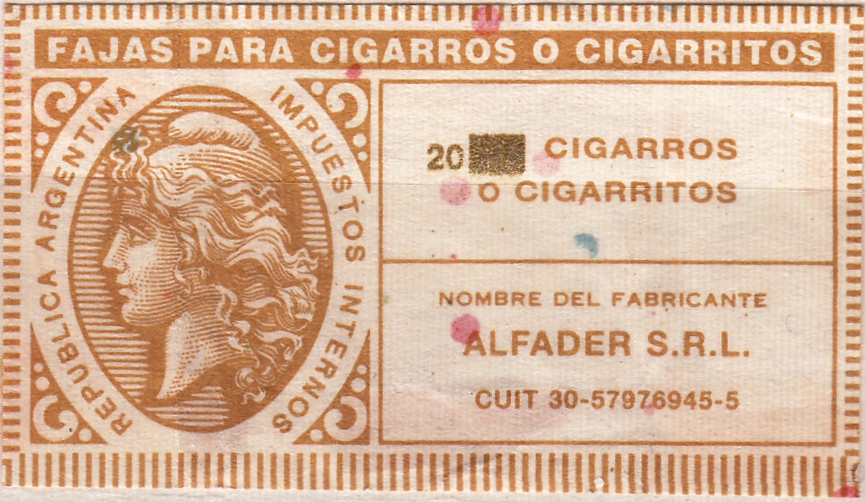 FAJAS PARA CIGARROS O CIGARRITOS
REPUBLICA ARGENTINA
IMPUESTOS INTERNOS
20 CIGARROS
O CIGARRITOS
NOMBRE DEL FABRICANTE
ALFADER S.R.L.
CUIT 30-57976945-5